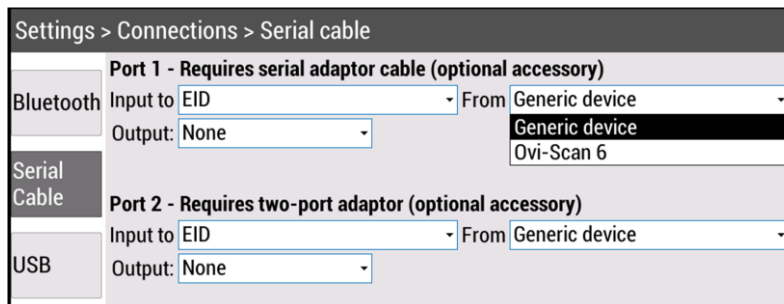 Settings > Connections > Serial cable
Port 1 - Requires serial adaptor cable (optional accessory)
Bluetooth
Input to EID From Generic device
Output: None
Generic device
Ovi-Scan 6
Serial
Cable
Port 2 - Requires two-port adaptor (optional accessory)
Input to EID From Generic device
USB
Output: None